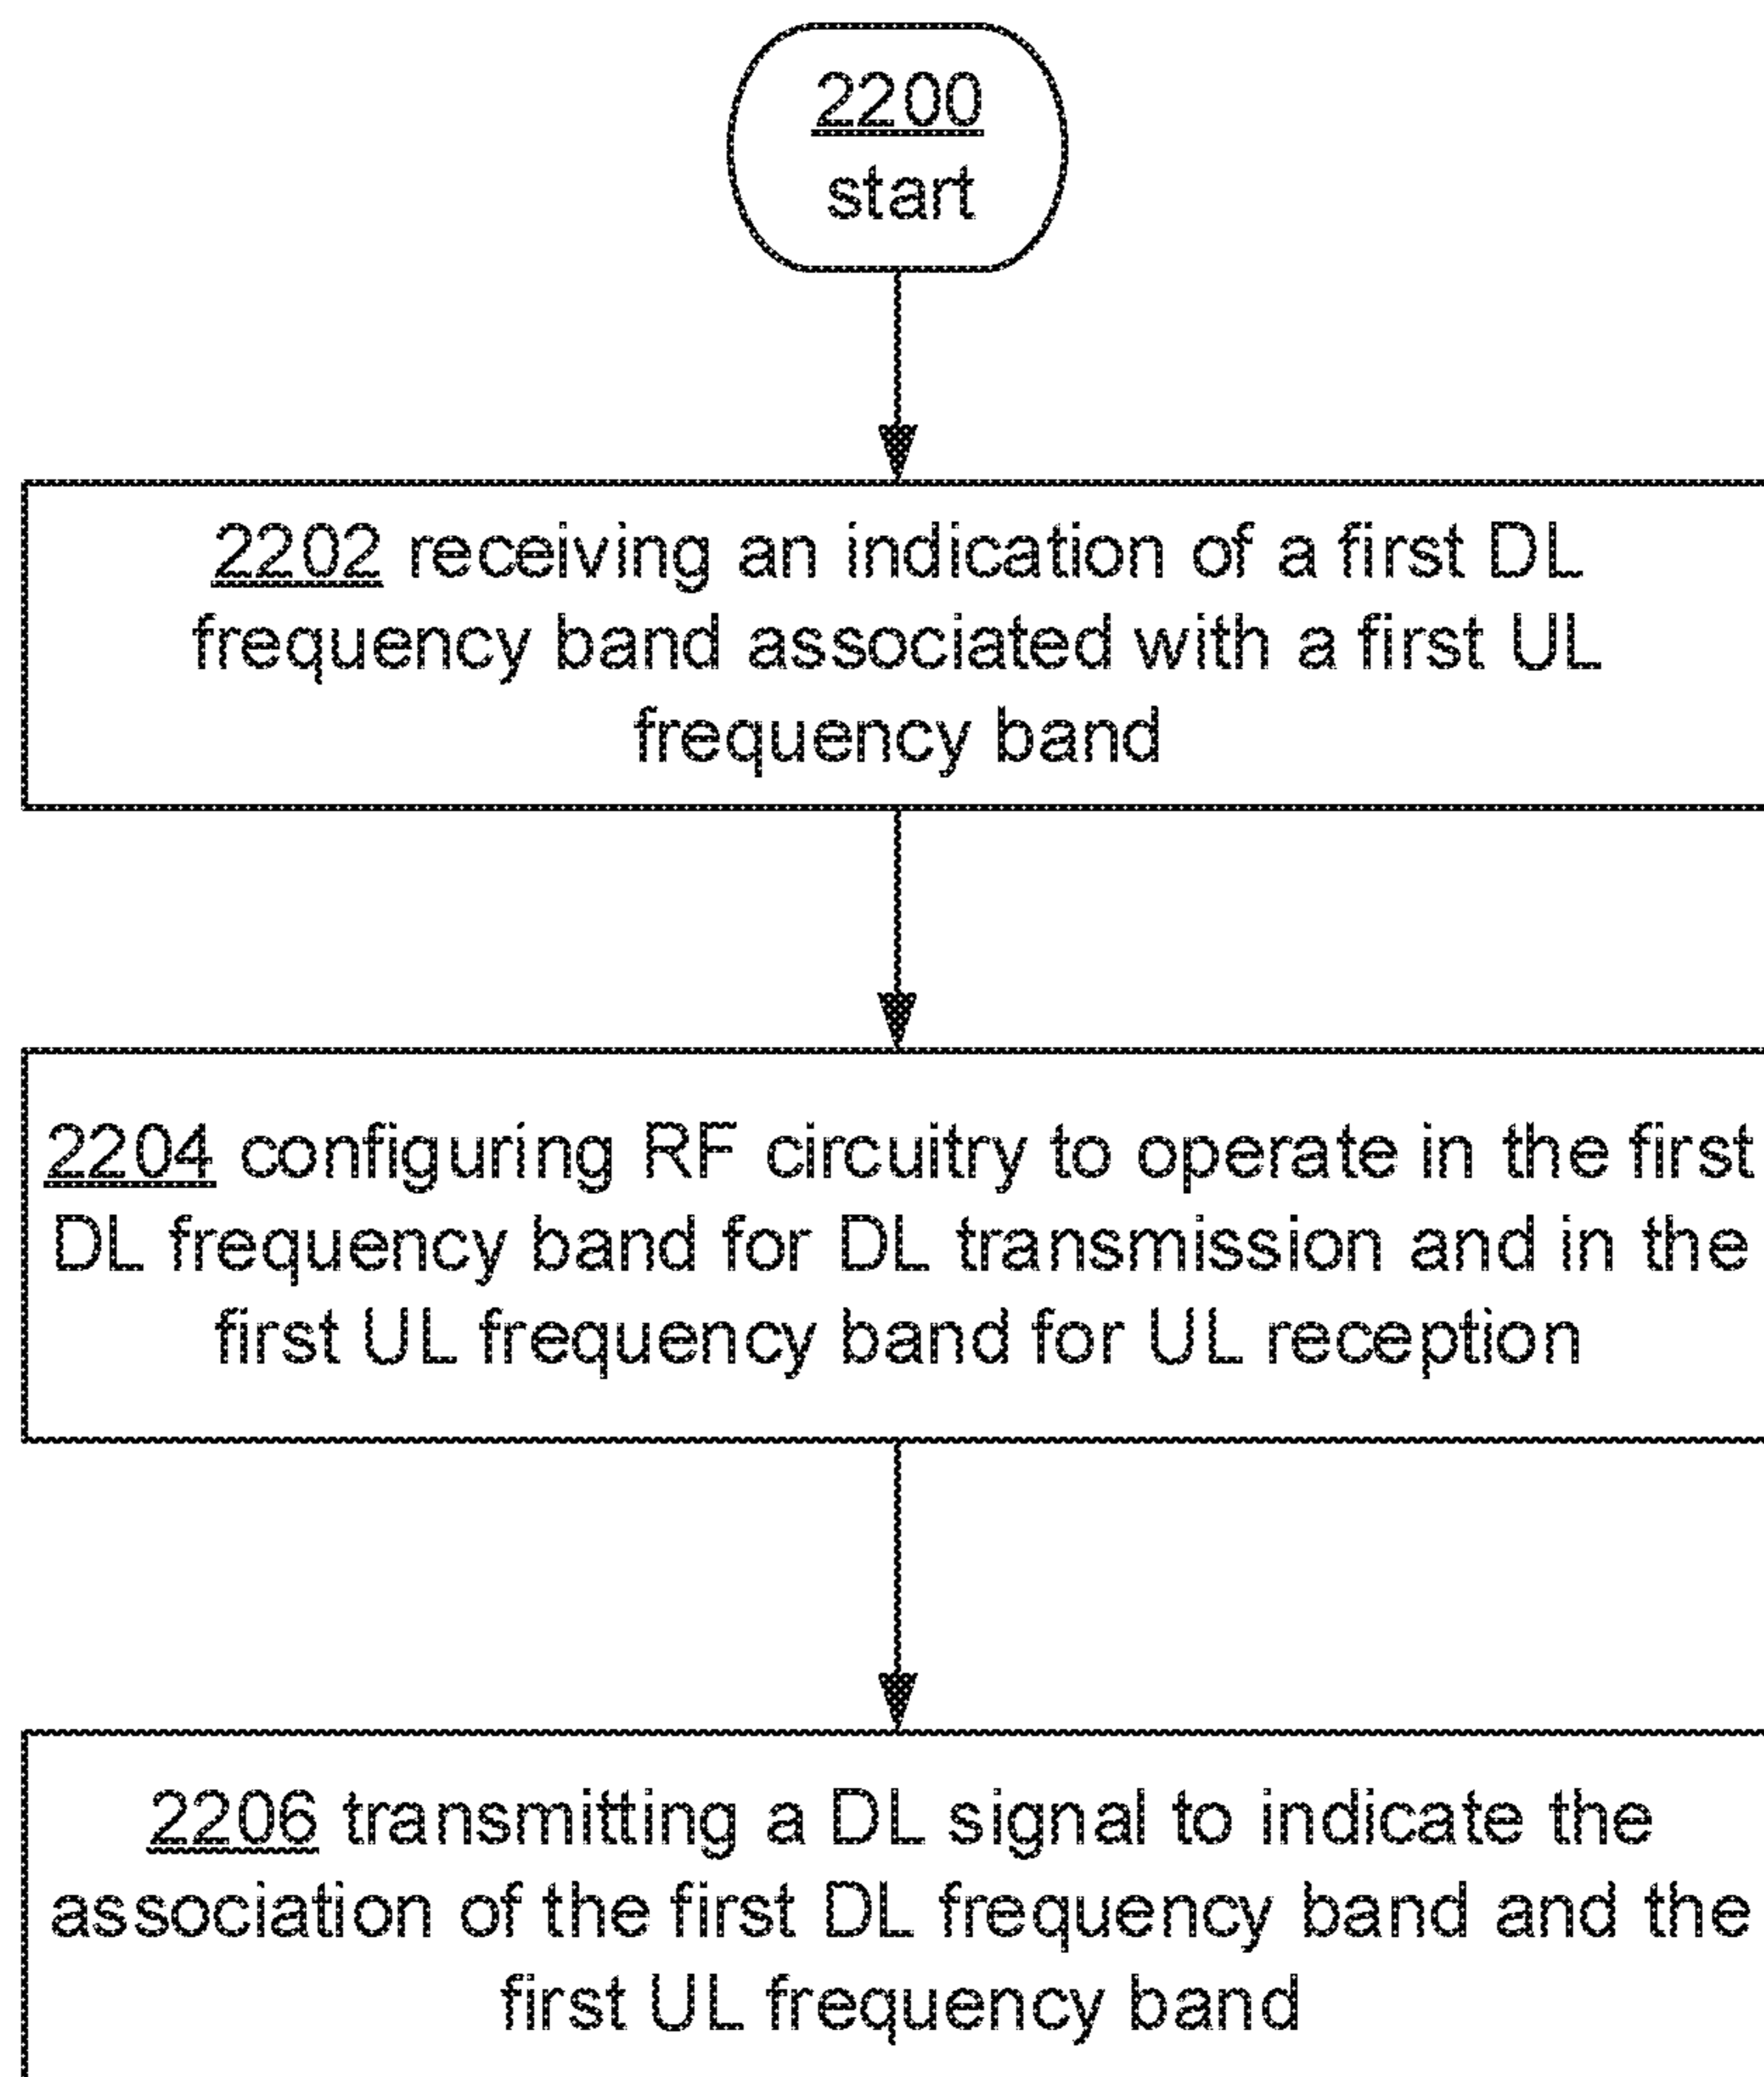 2200
start
2202 receiving an indication of a first DL
frequency band associated with a first UL
frequency band
2204 configuring RF circuitry to operate in the first
DL frequency band for DL transmission and in the
first UL frequency band for UL reception
2206 transmitting a DL signal to indicate the
association of the first DL frequency band and the
first UL frequency band